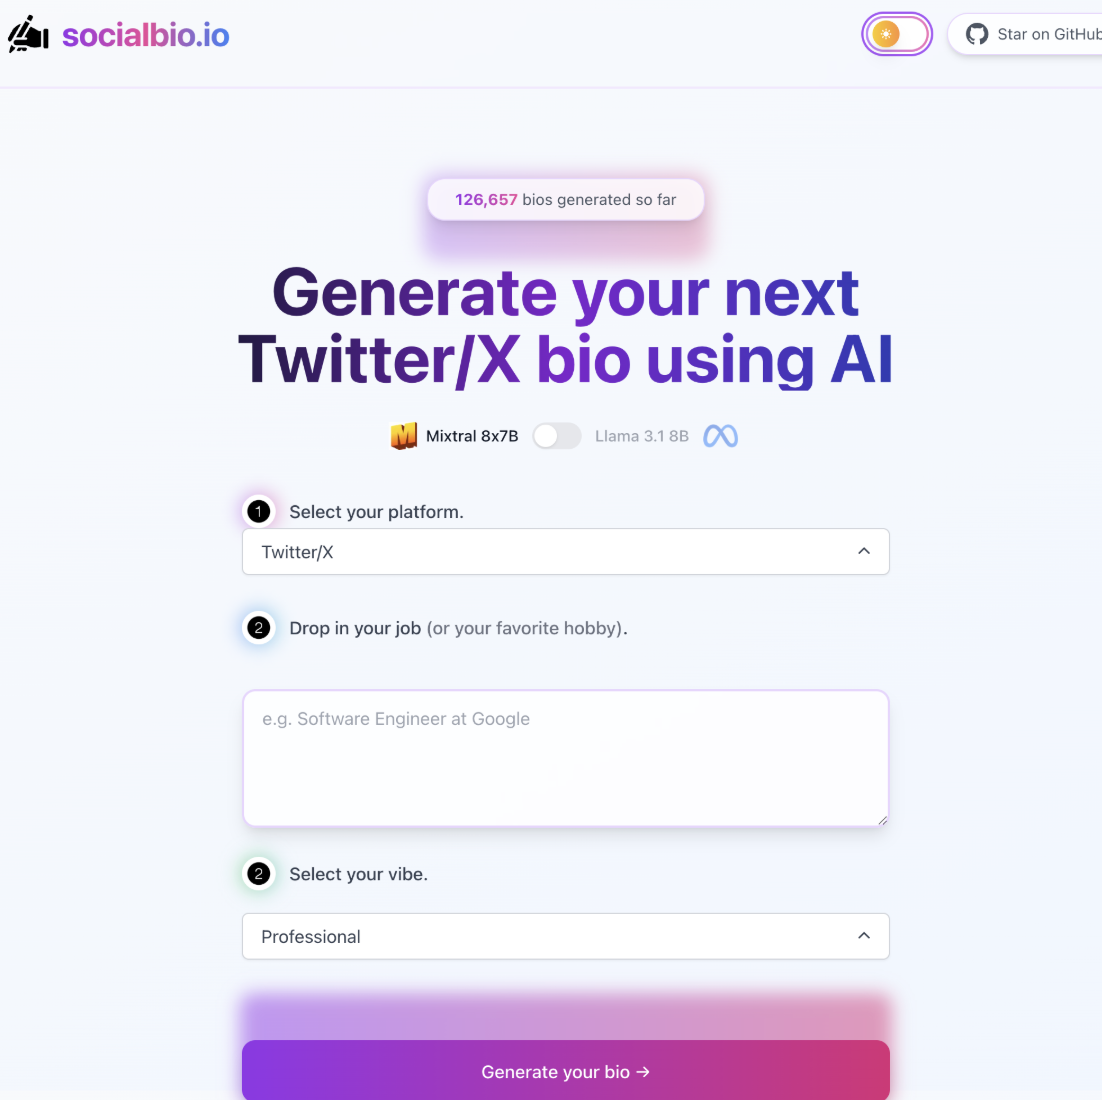 socialbio.io
Star on GitHub
126,657 bios generated so far
Generate your next
Twitter/X bio using AI
Mixtral 8x7B
Llama 3.1 8B
1 Select your platform.
Twitter/X
2 Drop in your job (or your favorite hobby).
e.g. Software Engineer at Google
2 Select your vibe.
Professional
Generate your bio →